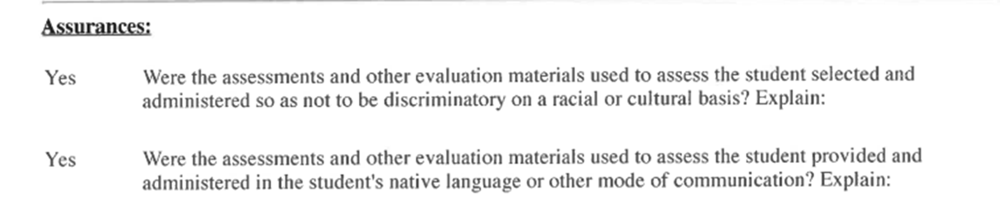 Assurances:
Yes Were the assessments and other evaluation materials used to assess the student selected and
administered so as not to be discriminatory on a racial or cultural basis? Explain:
Yes Were the assessments and other evaluation materials used to assess the student provided and
administered in the student's native language or other mode of communication? Explain: